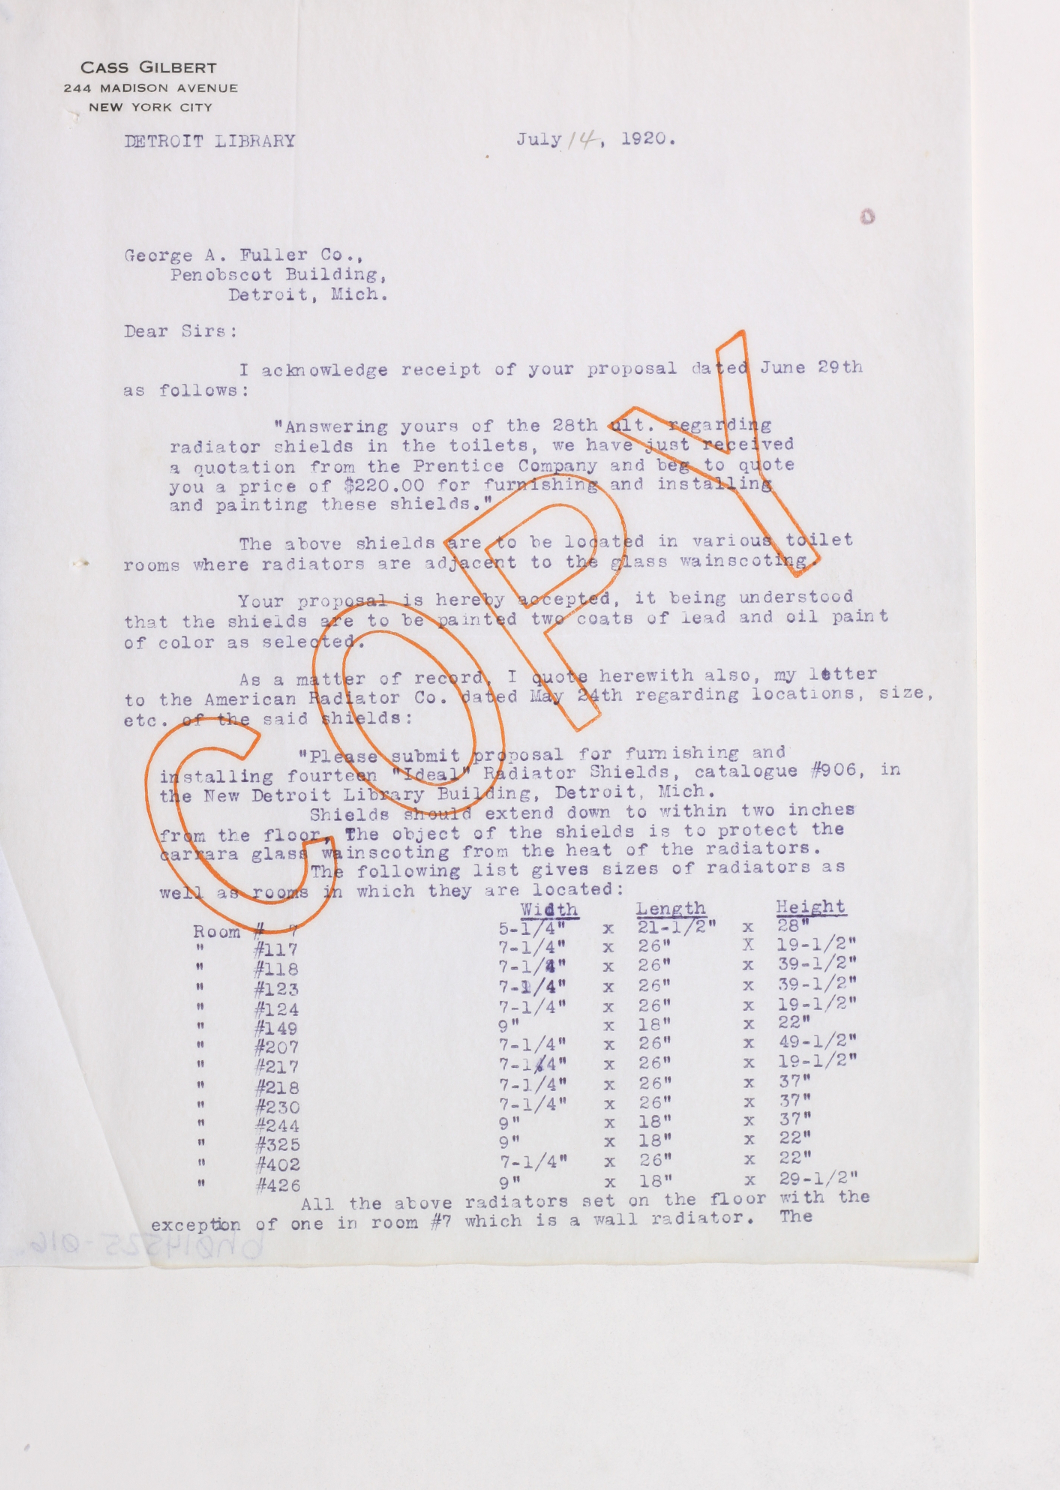 CASS GILBERT
244 MADISON AVENUE
NEW YORK CITY
DETROIT LIBRARY July 14, 1920.
George A. Fuller Co.,
Penobscot Building,
Detroit, Mich.
Dear Sirs:
I acknowledge receipt of your proposal dated June 29th
as follows:
"Answering yours of the 28th ult. regarding
radiator shields in the toilets, we have just received
a quotation from the Prentice Company and beg to quote
you a price of $220.00 for furnishing and installing
and painting these shields."
The above shields are to be located in various toilet
rooms where radiators are adjacent to the glass wainscoting.
Your proposal is hereby accepted, it being understood
that the shields are to be painted two coats of lead and oil paint
of color as selected.
As a matter of record, I quote herewith also, my letter
to the American Radiator Co. dated May 24th regarding locations, size,
etc. of the said shields:
"Please submit proposal for furnishing and
installing fourteen "Ideal" Radiator Shields, catalogue #906, in
the New Detroit Library Building, Detroit, Mich.
Shields should extend down to within two inches
from the floor, The object of the shields is to protect the
carrara glass wainscoting from the heat of the radiators.
The following list gives sizes of radiators as
well as rooms in which they are located:
Width Length Height
Room # 7 5-1/4" x 21-1/2" x 28"
" #117 7-1/4" x 26" X 19-1/2"
" #118 7-1/4" x 26" x 39-1/2"
" #123 7-1/4" x 26" x 39-1/2"
" #124 7-1/4" x 26" x 19-1/2"
" #149 9" x 18" x 22"
" #207 7-1/4" x 26" x 49-1/2"
" #217 7-1/4" x 26" x 19-1/2"
" #218 7-1/4" x 26" x 37"
" #230 7-1/4" x 26" x 37"
" #244 9" x 18" x 37"
" #325 9" x 18" x 22"
" #402 7-1/4" x 26" x 22"
" #426 9" x 18" x 29-1/2"
All the above radiators set on the floor with the
exception of one in room #7 which is a wall radiator. The
COPY
bh014525-016